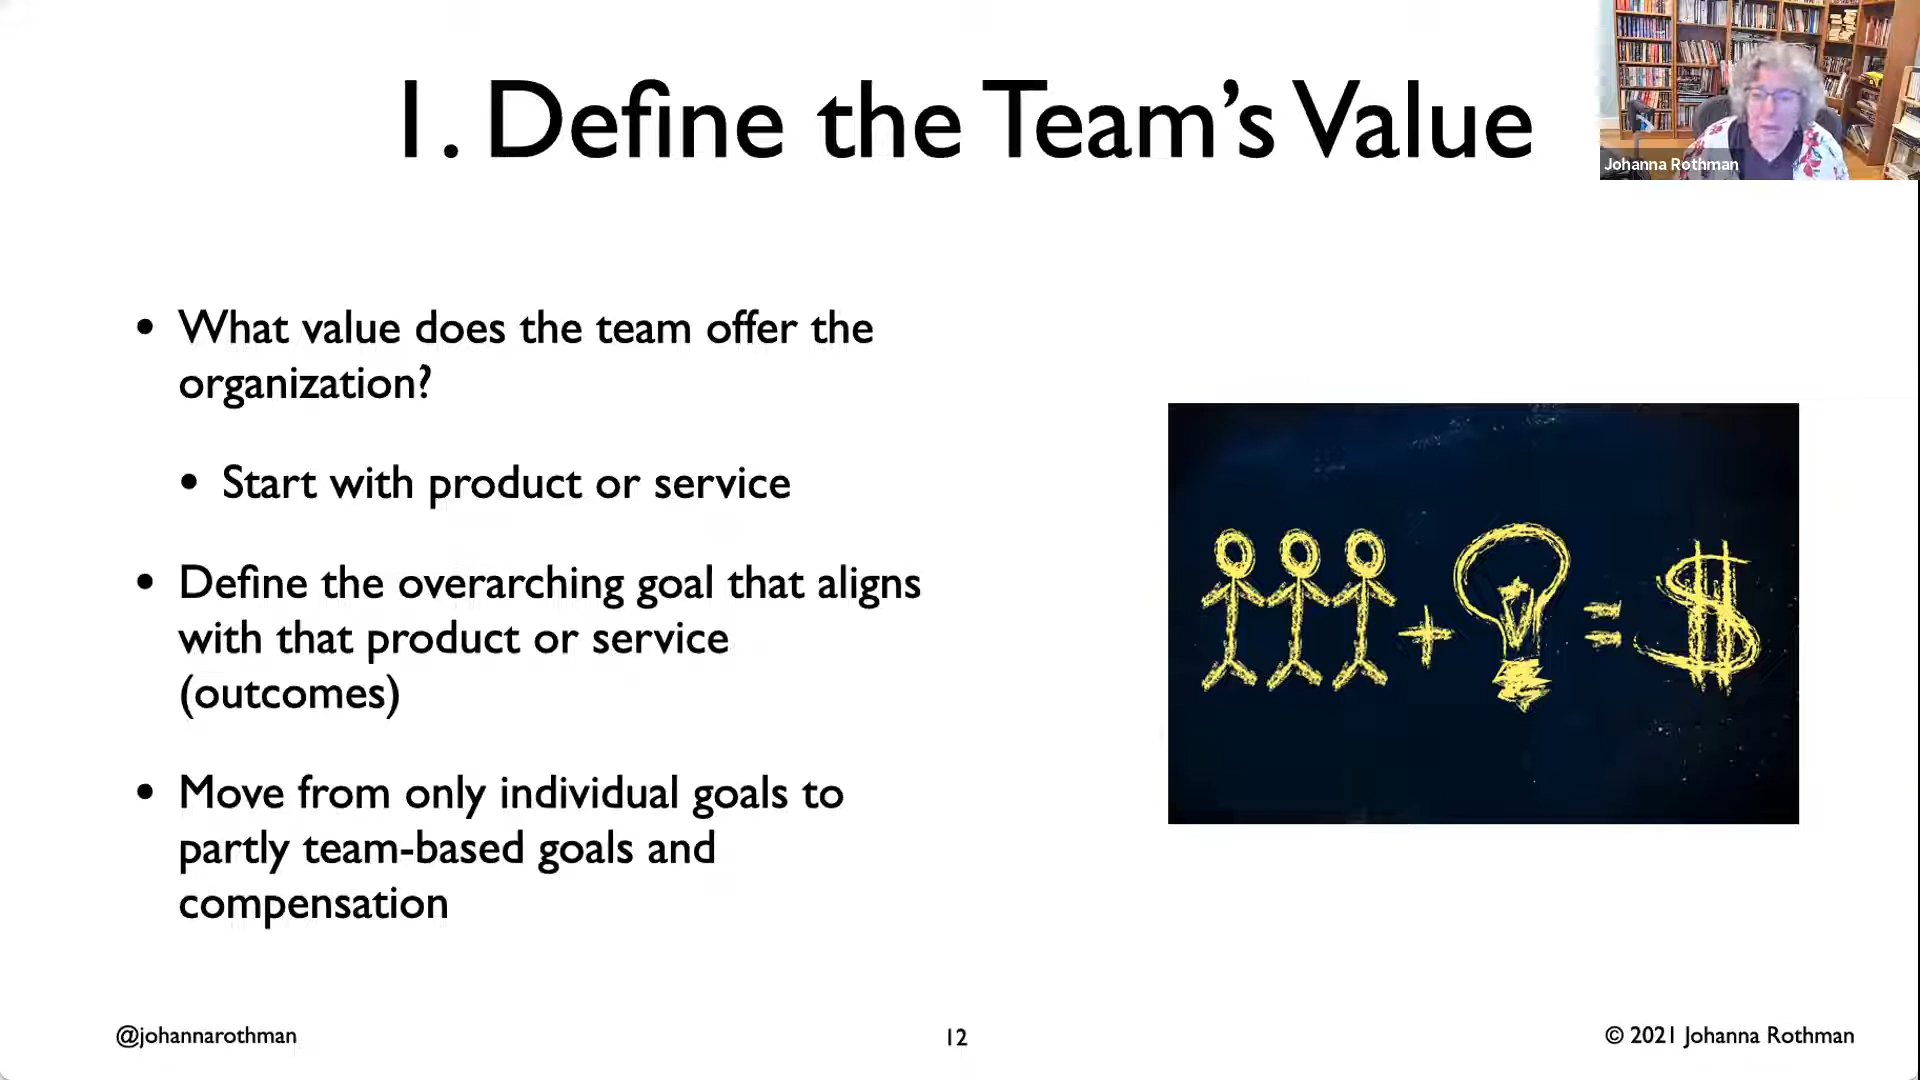 1. Define the Team’s Value
Johanna Rothman
• What value does the team offer the
organization?
• Start with product or service
• Define the overarching goal that aligns
with that product or service
(outcomes)
• Move from only individual goals to
partly team-based goals and
compensation
+ = $
@johannarothman
12
© 2021 Johanna Rothman